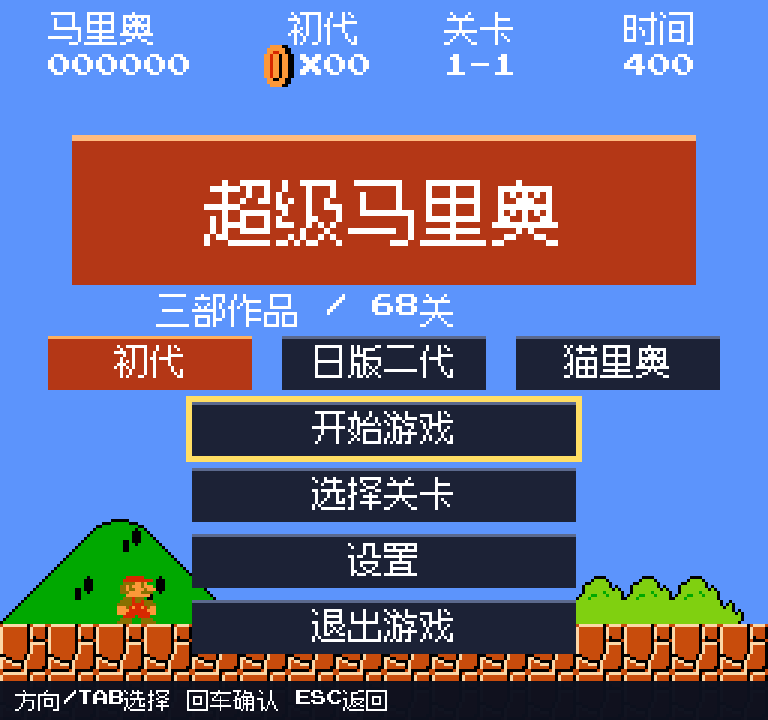 马里奥 初代 关卡 时间
000000 x00 1-1 400
超级马里奥
三部作品 / 68关
初代 日版二代 猫里奥
开始游戏
选择关卡
设置
退出游戏
方向/TAB选择 回车确认 ESC返回